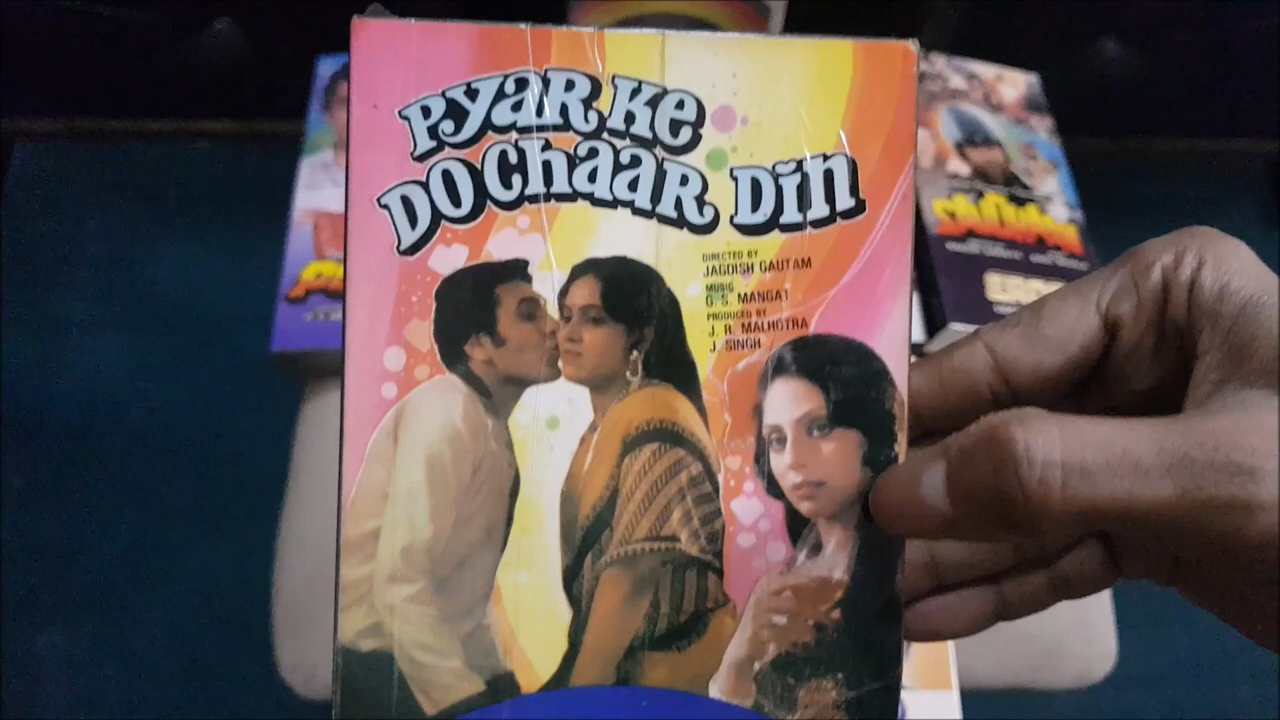 PYaR Ke
DO ChaaR Din
DIRECTED BY
JAGDISH GAUTAM
MUSIC
G. S. MANGAT
PRODUCED BY
J. R. MALHOTRA
J. SINGH